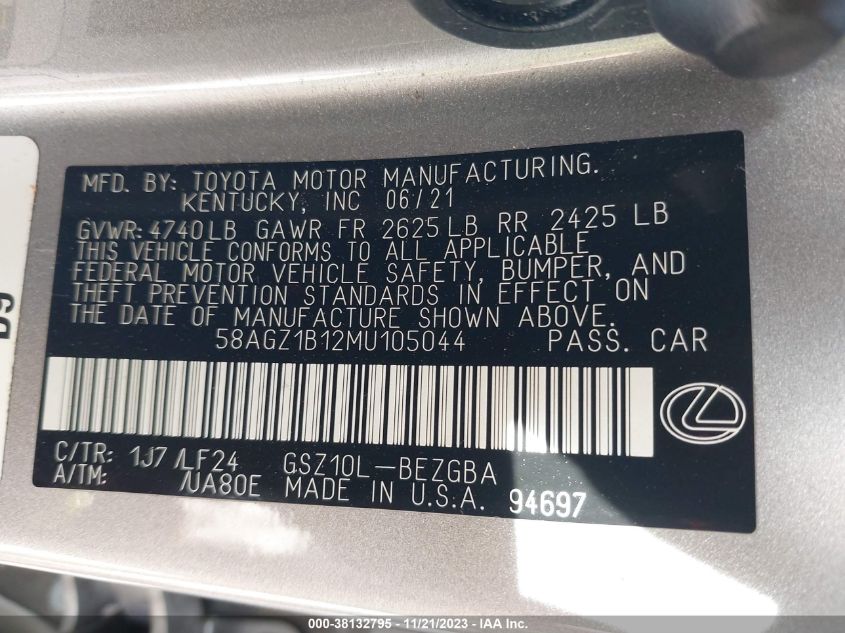 MFD. BY: TOYOTA MOTOR MANUFACTURING.
KENTUCKY, INC 06/21
GVWR: 4740LB GAWR FR 2625LB RR 2425 LB
THIS VEHICLE CONFORMS TO ALL APPLICABLE
FEDERAL MOTOR VEHICLE SAFETY, BUMPER, AND
THEFT PREVENTION STANDARDS IN EFFECT ON
THE DATE OF MANUFACTURE SHOWN ABOVE.
58AGZ1B12MU105044 PASS. CAR
C/TR: 1J7 /LF24 GSZ10L-BEZGBA
A/TM: /UA80E MADE IN U.S.A. 94697
000-38132795 - 11/21/2023 - IAA Inc.